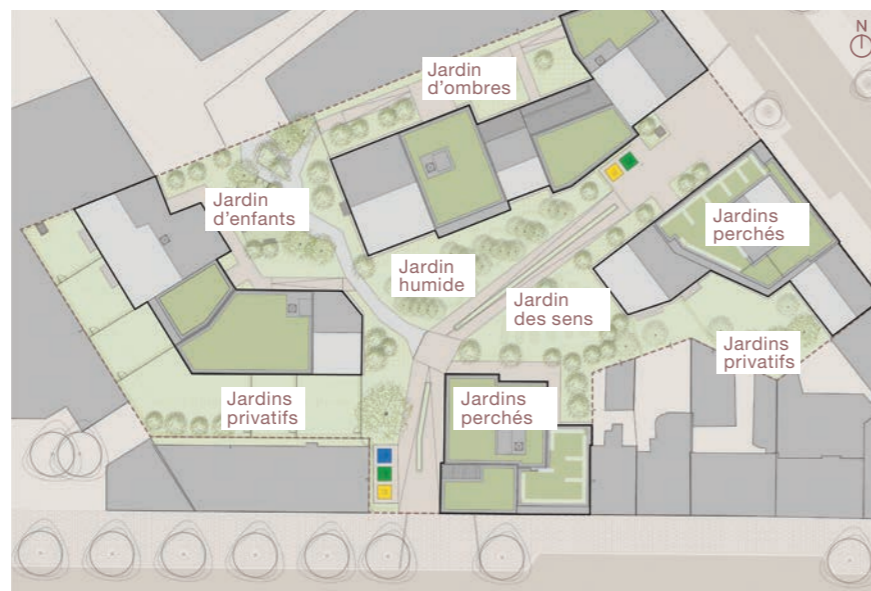 N
Jardin
d'ombres
Jardin
d'enfants
Jardins
perchés
Jardin
humide
Jardin
des sens
Jardins
privatifs
Jardins
privatifs
Jardins
perchés